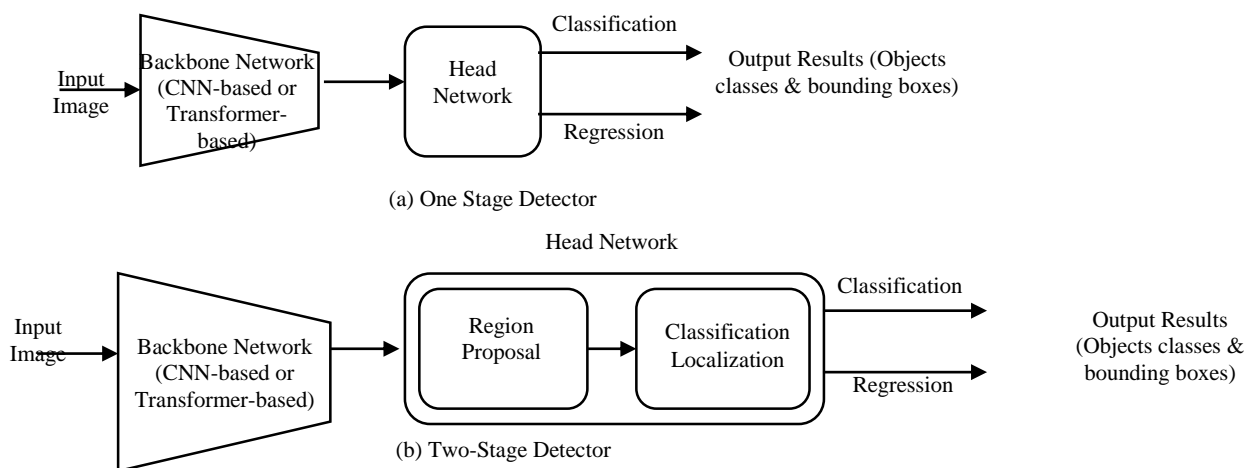 Classification
Input
Image
Backbone Network
(CNN-based or
Transformer-
based)
Head
Network
Output Results (Objects
classes & bounding boxes)
Regression
(a) One Stage Detector
Head Network
Input
Image
Backbone Network
(CNN-based or
Transformer-based)
Region
Proposal
Classification
Localization
Classification
Regression
Output Results
(Objects classes &
bounding boxes)
(b) Two-Stage Detector